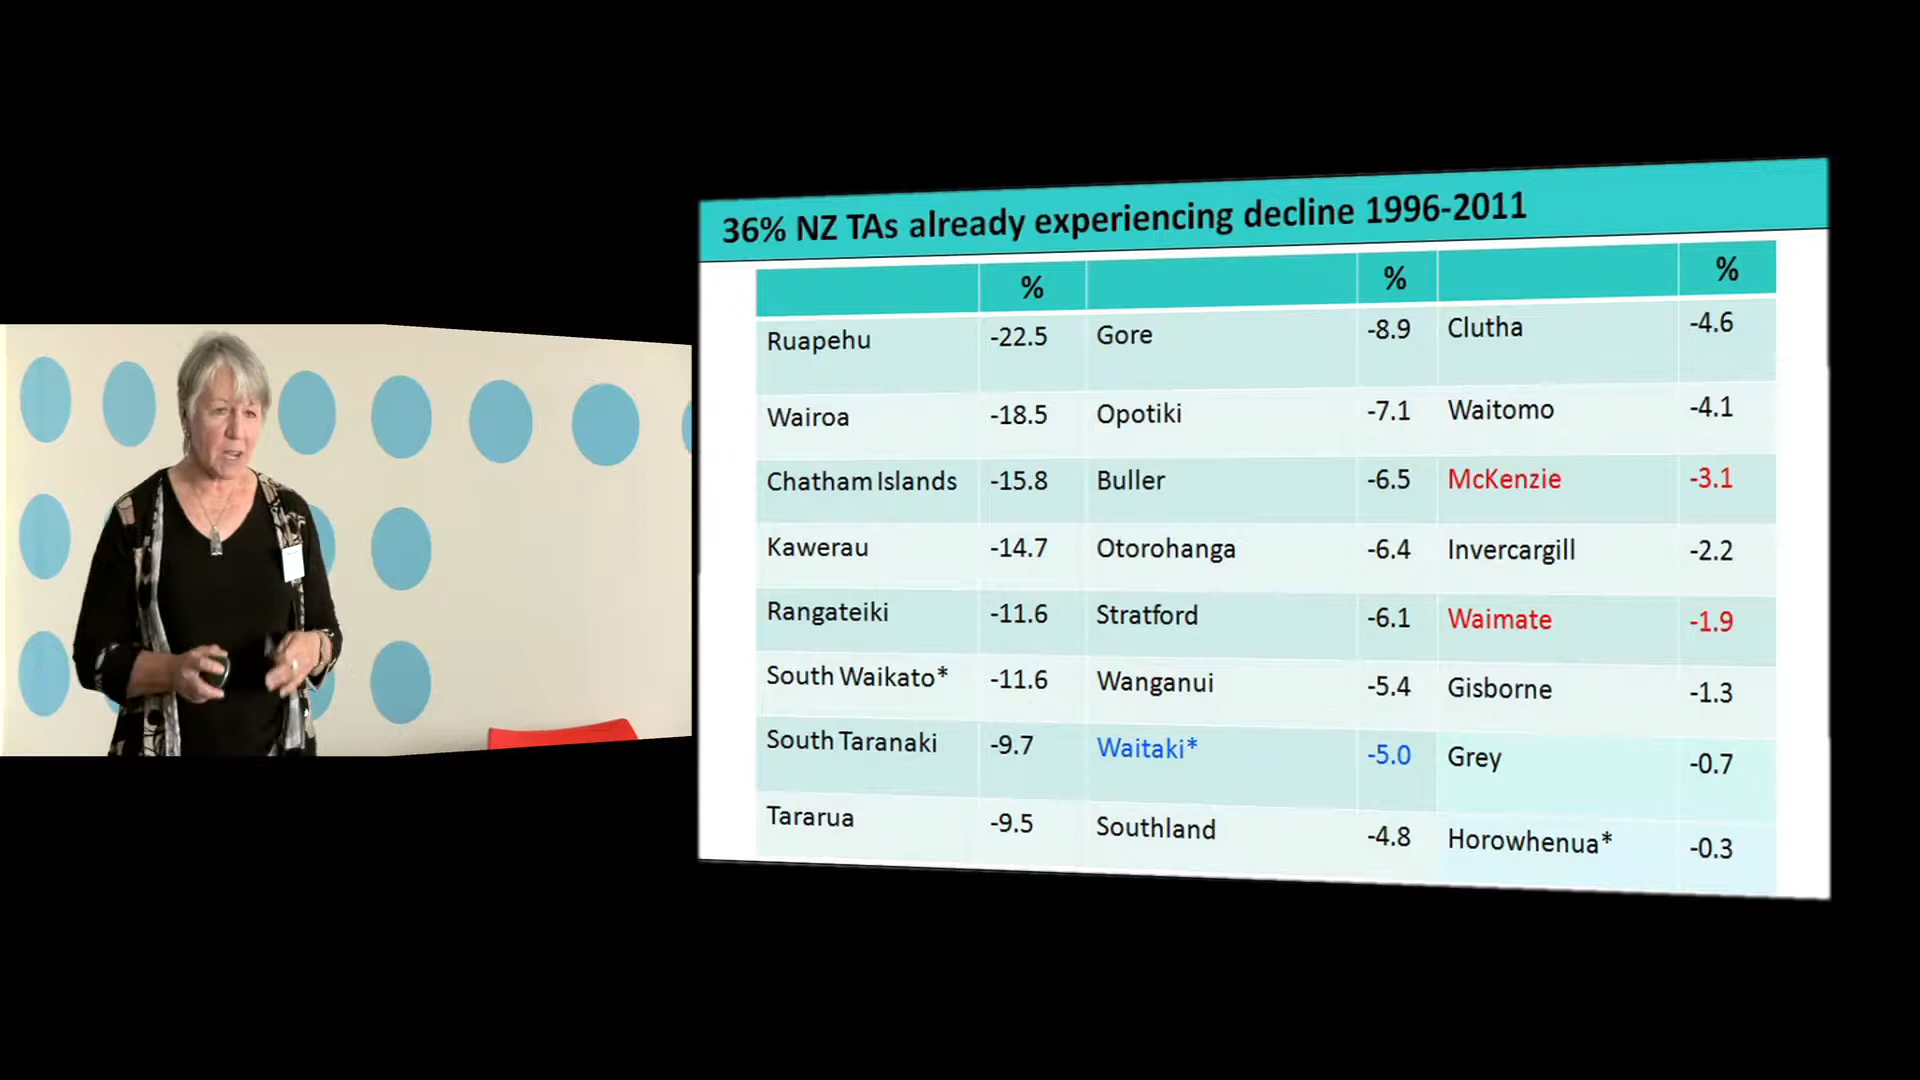 36% NZ TAs already experiencing decline 1996-2011
% % %
Ruapehu -22.5 Gore -8.9 Clutha -4.6
Wairoa -18.5 Opotiki -7.1 Waitomo -4.1
Chatham Islands -15.8 Buller -6.5 McKenzie -3.1
Kawerau -14.7 Otorohanga -6.4 Invercargill -2.2
Rangateiki -11.6 Stratford -6.1 Waimate -1.9
South Waikato* -11.6 Wanganui -5.4 Gisborne -1.3
South Taranaki -9.7 Waitaki* -5.0 Grey -0.7
Tararua -9.5 Southland -4.8 Horowhenua* -0.3